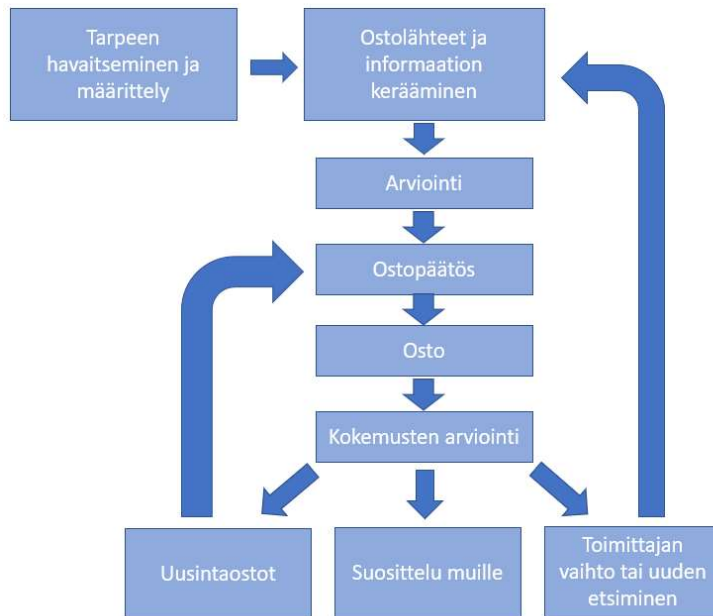 Tarpeen
havaitseminen ja
määrittely
Ostolähteet ja
informaation
kerääminen
Arviointi
Ostopäätös
Osto
Kokemusten arviointi
Uusintaostot
Suosittelu muille
Toimittajan
vaihto tai uuden
etsiminen